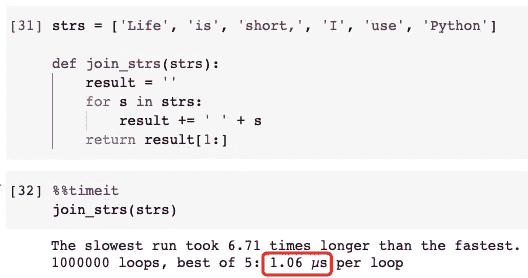 [31] strs = ['Life', 'is', 'short,', 'I', 'use', 'Python']
def join_strs(strs):
result = ''
for s in strs:
result += ' ' + s
return result[1:]
[32] %%timeit
join_strs(strs)
The slowest run took 6.71 times longer than the fastest.
1000000 loops, best of 5: 1.06 µs per loop